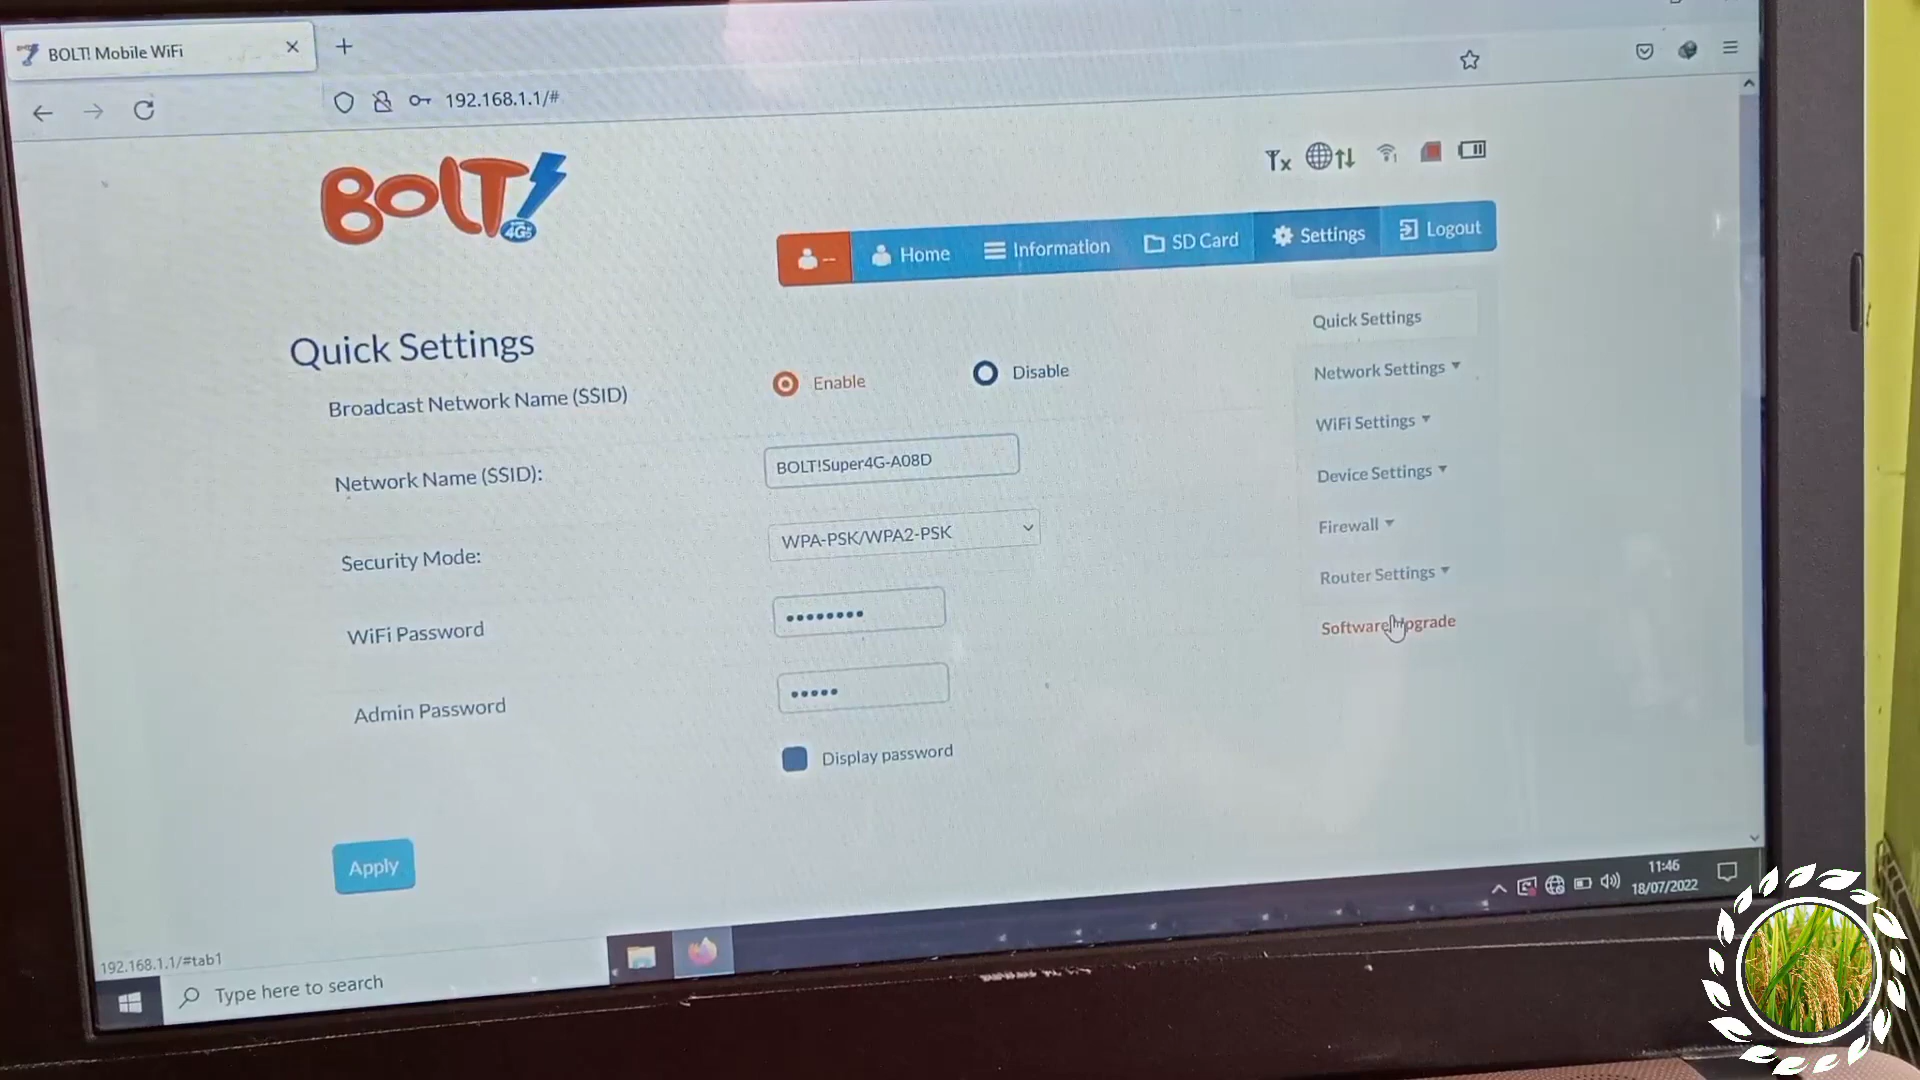 BOLT! Mobile WiFi
192.168.1.1/#
BOLT!
4G
Tx
--
Home
Information
SD Card
Settings
Logout
Quick Settings
Broadcast Network Name (SSID)
Enable
Disable
Network Name (SSID):
BOLT!Super4G-A08D
Security Mode:
WPA-PSK/WPA2-PSK
WiFi Password
••••••••
Admin Password
•••••
Display password
Apply
Quick Settings
Network Settings
WiFi Settings
Device Settings
Firewall
Router Settings
Software Upgrade
192.168.1.1/#tab1
Type here to search
11:46
18/07/2022